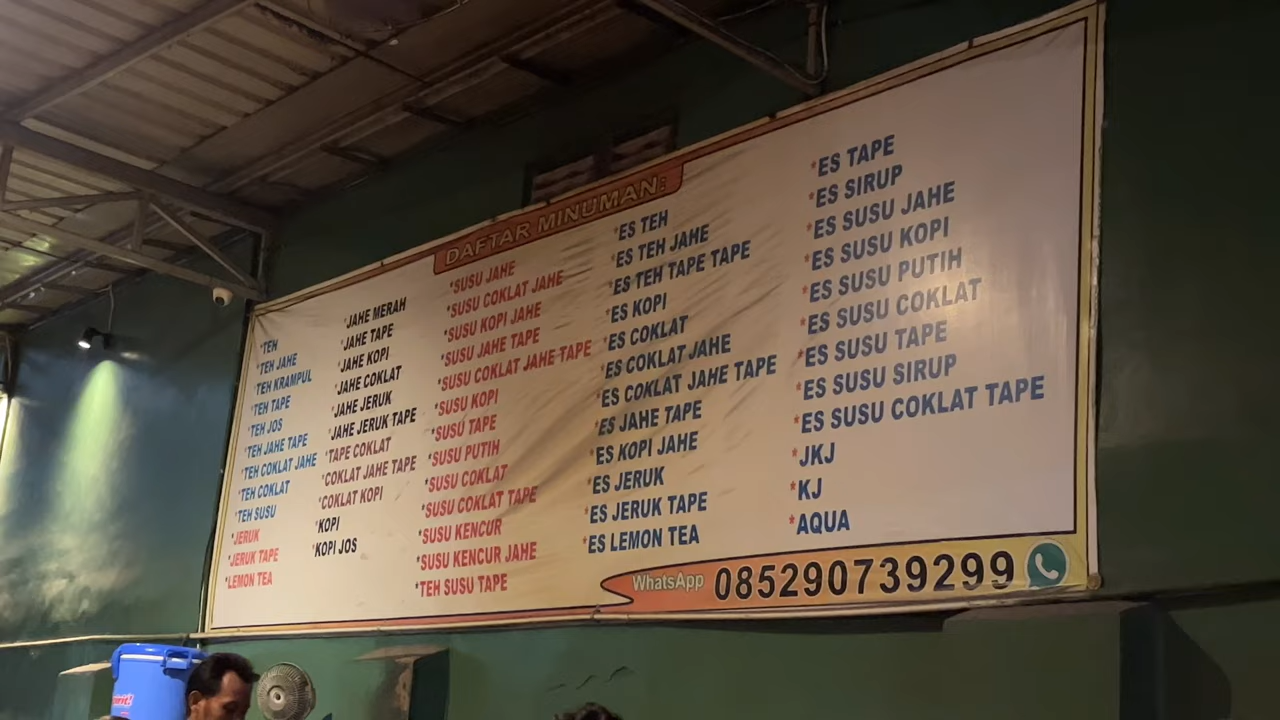 DAFTAR MINUMAN:
*TEH
*TEH JAHE
*TEH KRAMPUL
*TEH TAPE
*TEH JOS
*TEH JAHE TAPE
*TEH COKLAT JAHE
*TEH COKLAT
*TEH SUSU
*JERUK
*JERUK TAPE
*LEMON TEA
*JAHE MERAH
*JAHE TAPE
*JAHE KOPI
*JAHE COKLAT
*JAHE JERUK
*JAHE JERUK TAPE
*TAPE COKLAT
*COKLAT JAHE TAPE
*COKLAT KOPI
*KOPI
*KOPI JOS
*SUSU JAHE
*SUSU COKLAT JAHE
*SUSU KOPI JAHE
*SUSU JAHE TAPE
*SUSU COKLAT JAHE TAPE
*SUSU KOPI
*SUSU TAPE
*SUSU PUTIH
*SUSU COKLAT
*SUSU COKLAT TAPE
*SUSU KENCUR
*SUSU KENCUR JAHE
*TEH SUSU TAPE
*ES TEH
*ES TEH JAHE
*ES TEH TAPE TAPE
*ES KOPI
*ES COKLAT
*ES COKLAT JAHE
*ES COKLAT JAHE TAPE
*ES JAHE TAPE
*ES KOPI JAHE
*ES JERUK
*ES JERUK TAPE
*ES LEMON TEA
*ES TAPE
*ES SIRUP
*ES SUSU JAHE
*ES SUSU KOPI
*ES SUSU PUTIH
*ES SUSU COKLAT
*ES SUSU TAPE
*ES SUSU SIRUP
*ES SUSU COKLAT TAPE
*JKJ
*KJ
*AQUA
WhatsApp 085290739299